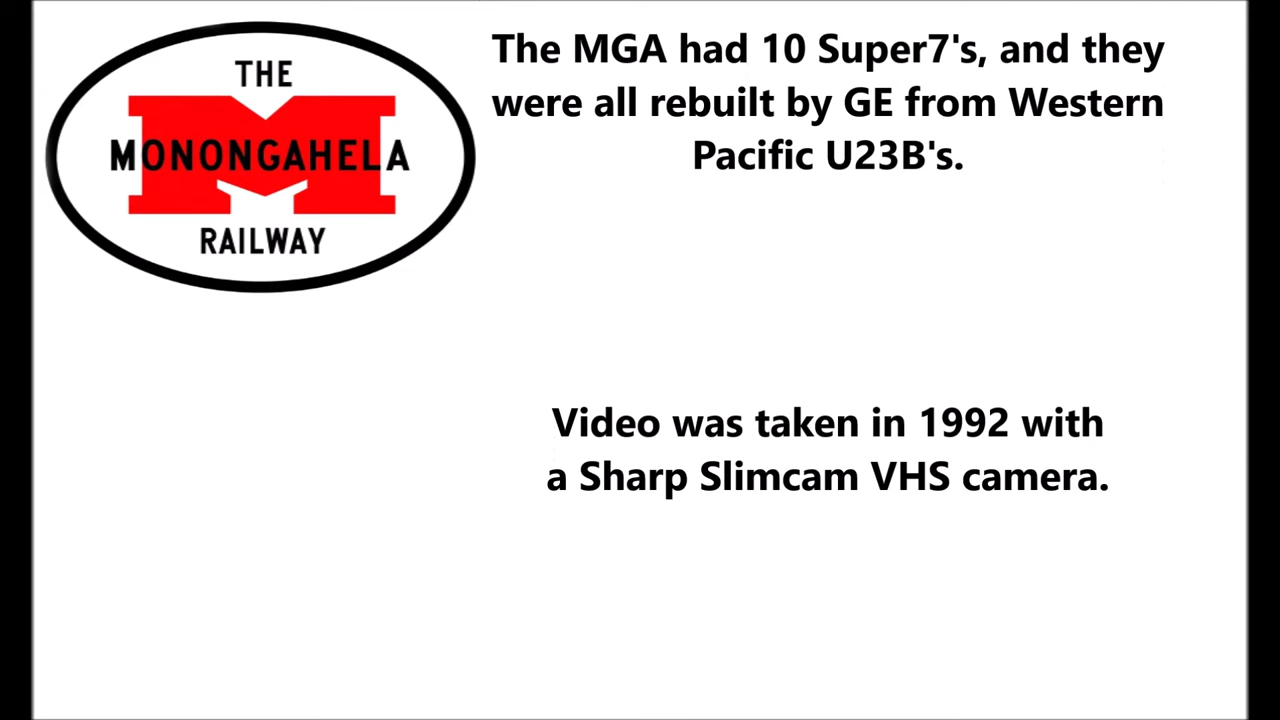 THE
MONONGAHELA
RAILWAY
The MGA had 10 Super7's, and they
were all rebuilt by GE from Western
Pacific U23B's.
Video was taken in 1992 with
a Sharp Slimcam VHS camera.